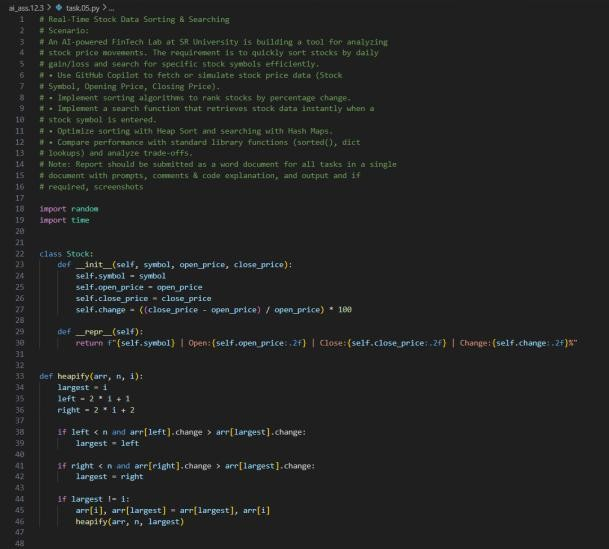 ai_ass.12.3 > task.05.py > ...
1 # Real-Time Stock Data Sorting & Searching
2 # Scenario:
3 # An AI-powered FinTech Lab at SR University is building a tool for analyzing
4 # stock price movements. The requirement is to quickly sort stocks by daily
5 # gain/loss and search for specific stock symbols efficiently.
6 # • Use GitHub Copilot to fetch or simulate stock price data (Stock
7 # Symbol, Opening Price, Closing Price).
8 # • Implement sorting algorithms to rank stocks by percentage change.
9 # • Implement a search function that retrieves stock data instantly when a
10 # stock symbol is entered.
11 # • Optimize sorting with Heap Sort and searching with Hash Maps.
12 # • Compare performance with standard library functions (sorted(), dict
13 # lookups) and analyze trade-offs.
14 # Note: Report should be submitted as a word document for all tasks in a single
15 # document with prompts, comments & code explanation, and output and if
16 # required, screenshots
17
18 import random
19 import time
20
21
22 class Stock:
23     def __init__(self, symbol, open_price, close_price):
24         self.symbol = symbol
25         self.open_price = open_price
26         self.close_price = close_price
27         self.change = ((close_price - open_price) / open_price) * 100
28
29     def __repr__(self):
30         return f"{self.symbol} | Open:{self.open_price:.2f} | Close:{self.close_price:.2f} | Change:{self.change:.2f}%"
31
32
33 def heapify(arr, n, i):
34     largest = i
35     left = 2 * i + 1
36     right = 2 * i + 2
37
38     if left < n and arr[left].change > arr[largest].change:
39         largest = left
40
41     if right < n and arr[right].change > arr[largest].change:
42         largest = right
43
44     if largest != i:
45         arr[i], arr[largest] = arr[largest], arr[i]
46         heapify(arr, n, largest)
47
48